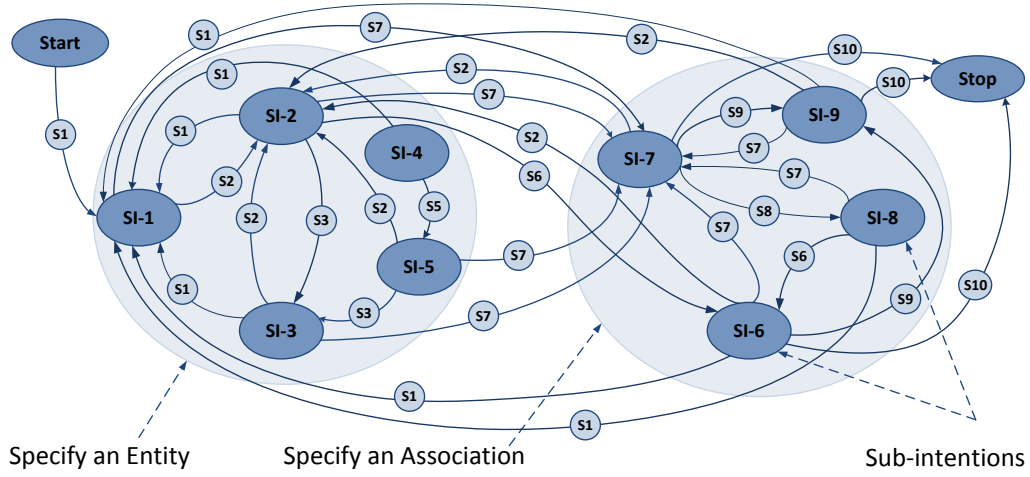 S1
S7
S2
S10
Start
S1
S2
S7
S10
Stop
SI-2
S9
SI-9
S1
S1
S2
S7
SI-4
SI-7
S2
S6
S7
S2
S3
S2
S5
S8
SI-1
SI-8
S7
S7
S6
SI-5
S1
S3
S7
S9
S10
SI-3
SI-6
S1
S1
Specify an Entity
Specify an Association
Sub-intentions